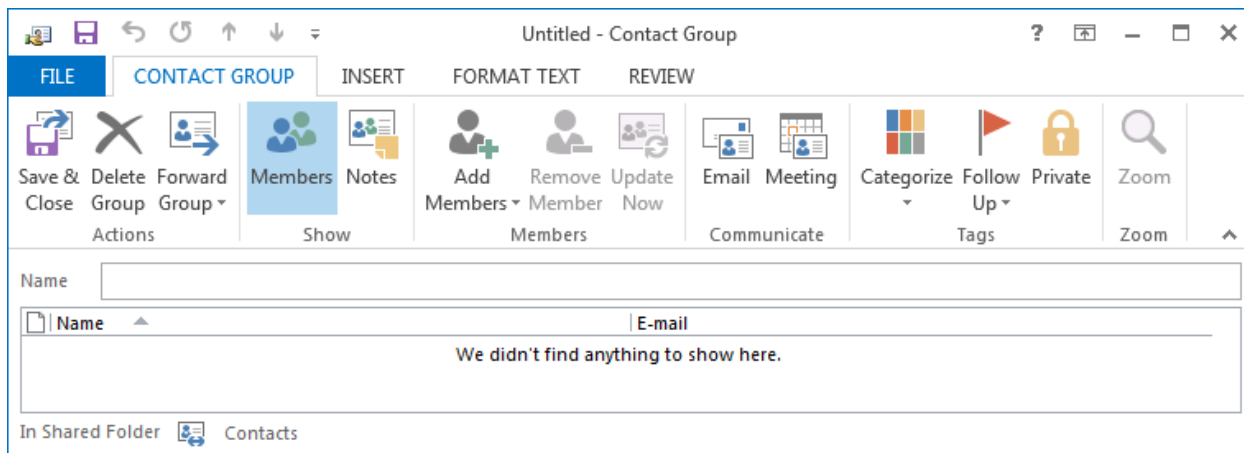 Untitled - Contact Group
?
FILE CONTACT GROUP INSERT FORMAT TEXT REVIEW
Save & Close
Delete Group
Forward Group
Members
Notes
Add Members
Remove Member
Update Now
Email
Meeting
Categorize
Follow Up
Private
Zoom
Actions Show Members Communicate Tags Zoom
Name
Name E-mail
We didn't find anything to show here.
In Shared Folder Contacts